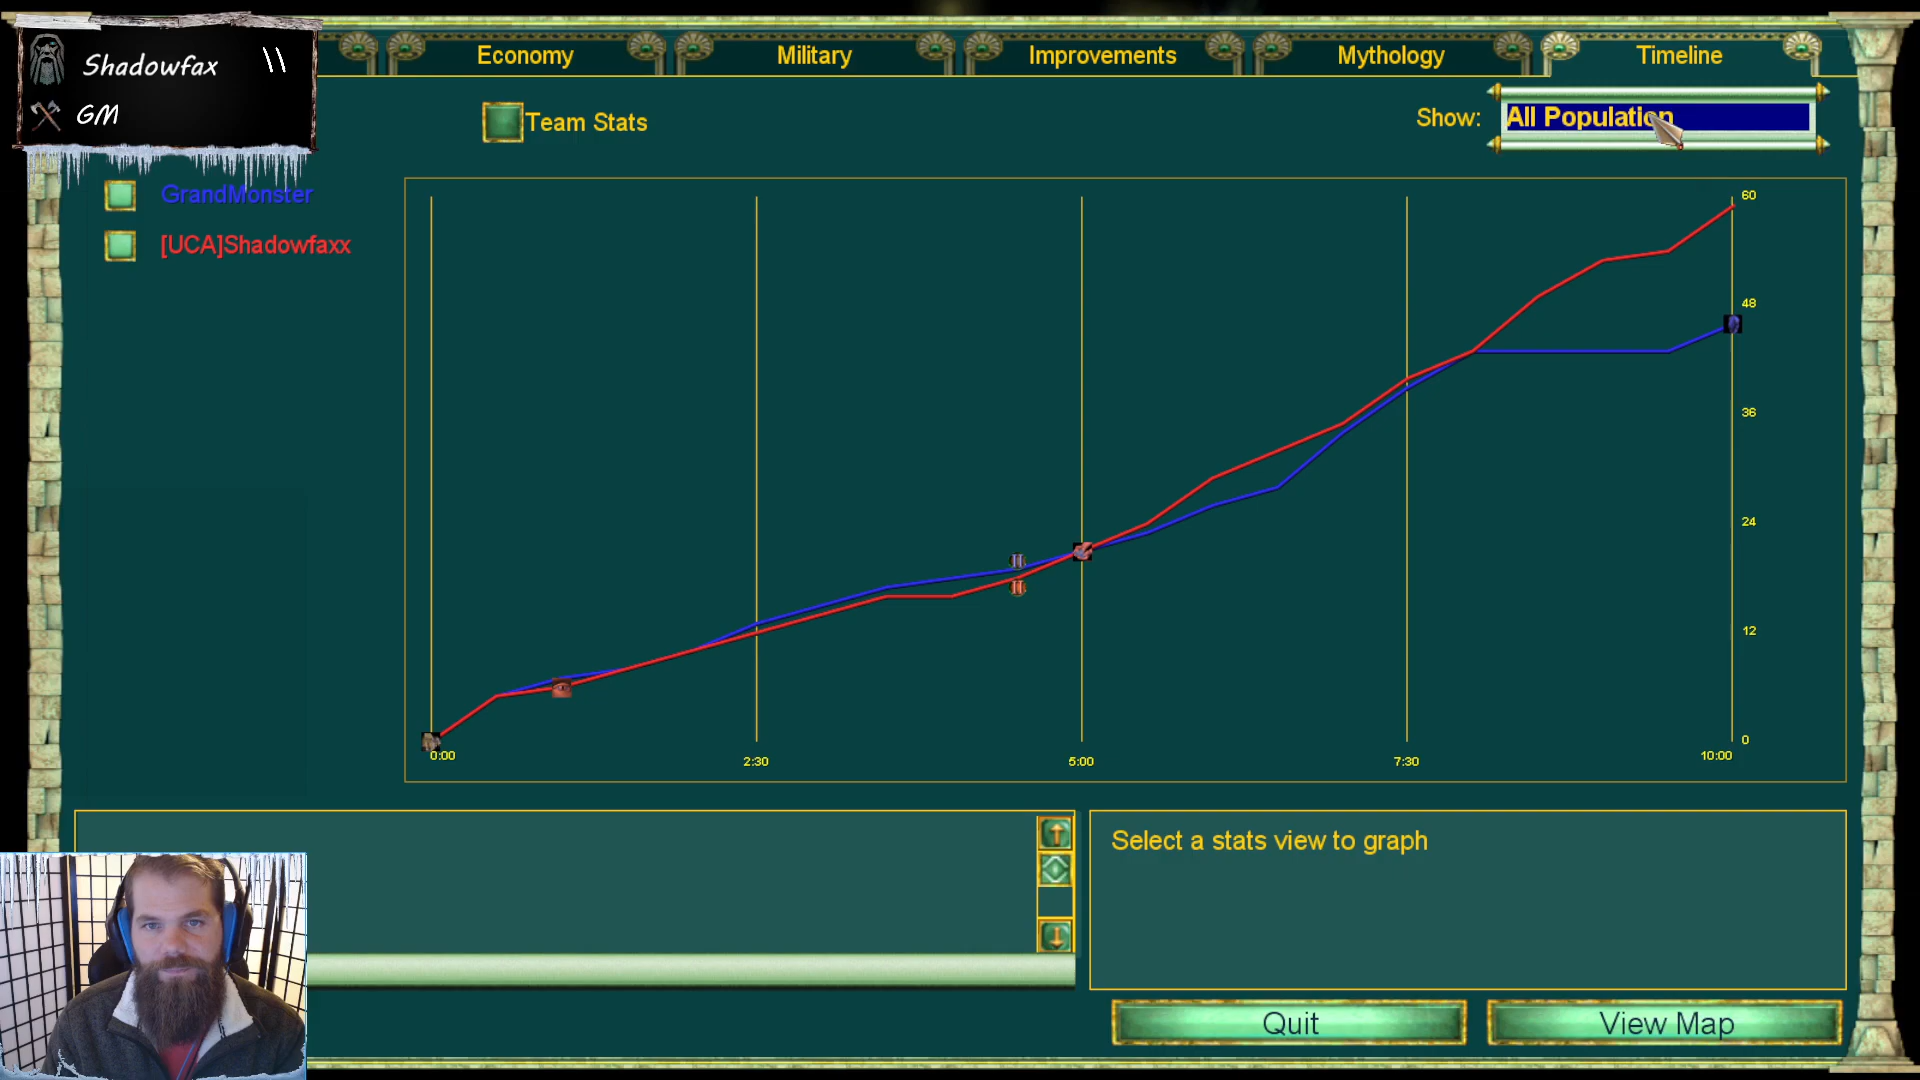 Shadowfax \\
GM
Economy
Military
Improvements
Mythology
Timeline
Team Stats
Show:
All Population
GrandMonster
[UCA]Shadowfaxx
60
48
36
24
12
0
0:00
2:30
5:00
7:30
10:00
Select a stats view to graph
Quit
View Map